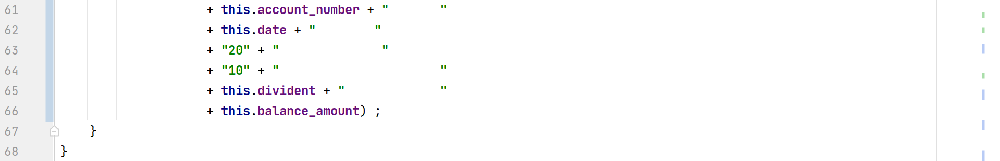 61 + this.account_number + "       "
62 + this.date + "        "
63 + "20" + "              "
64 + "10" + "                      "
65 + this.divident + "             "
66 + this.balance_amount) ;
67 }
68 }